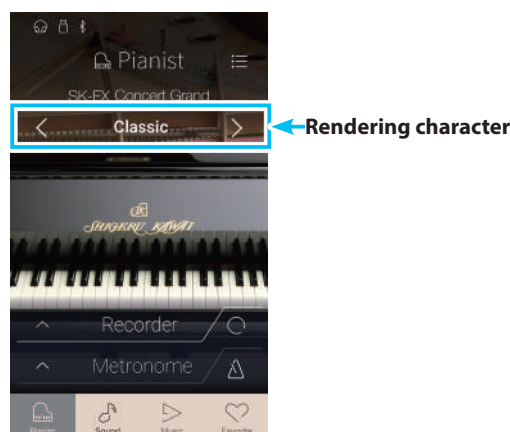 Pianist
SK-EX Concert Grand
Classic
Rendering character
SHIGERU KAWAI
Recorder
Metronome
Pianist Sound Music Favorite